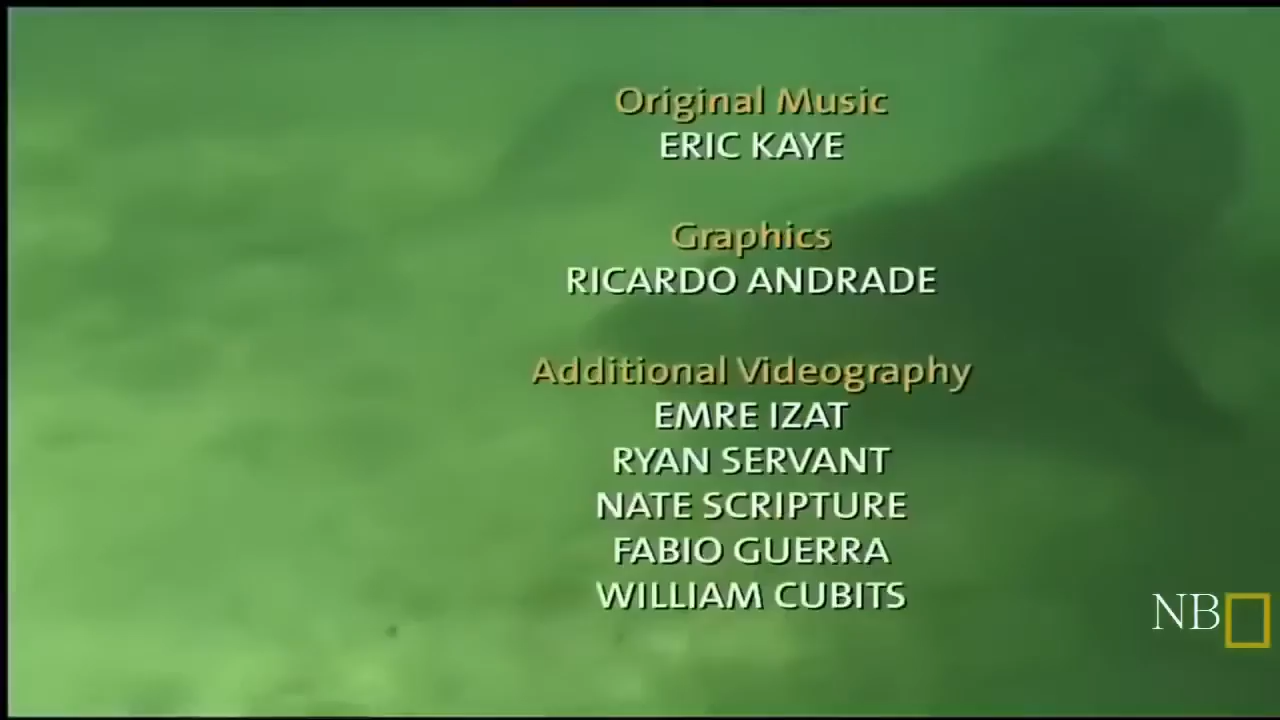 Original Music
ERIC KAYE
Graphics
RICARDO ANDRADE
Additional Videography
EMRE IZAT
RYAN SERVANT
NATE SCRIPTURE
FABIO GUERRA
WILLIAM CUBITS
NB